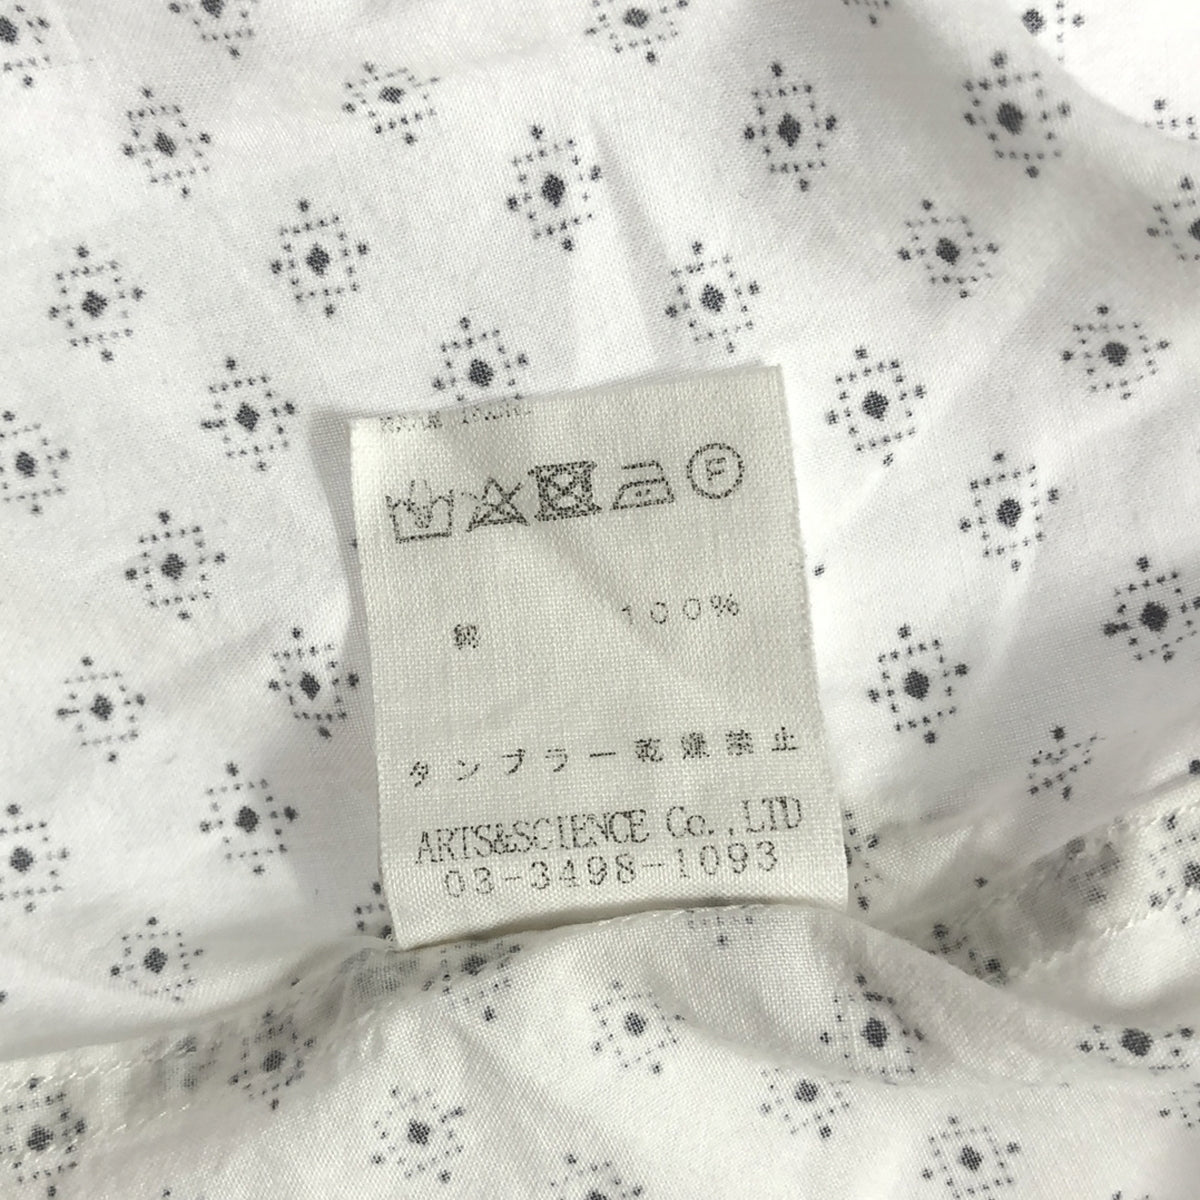 F
綿 100%
タンブラー乾燥禁止
ARTS&SCIENCE Co.,LTD
03-3498-1093